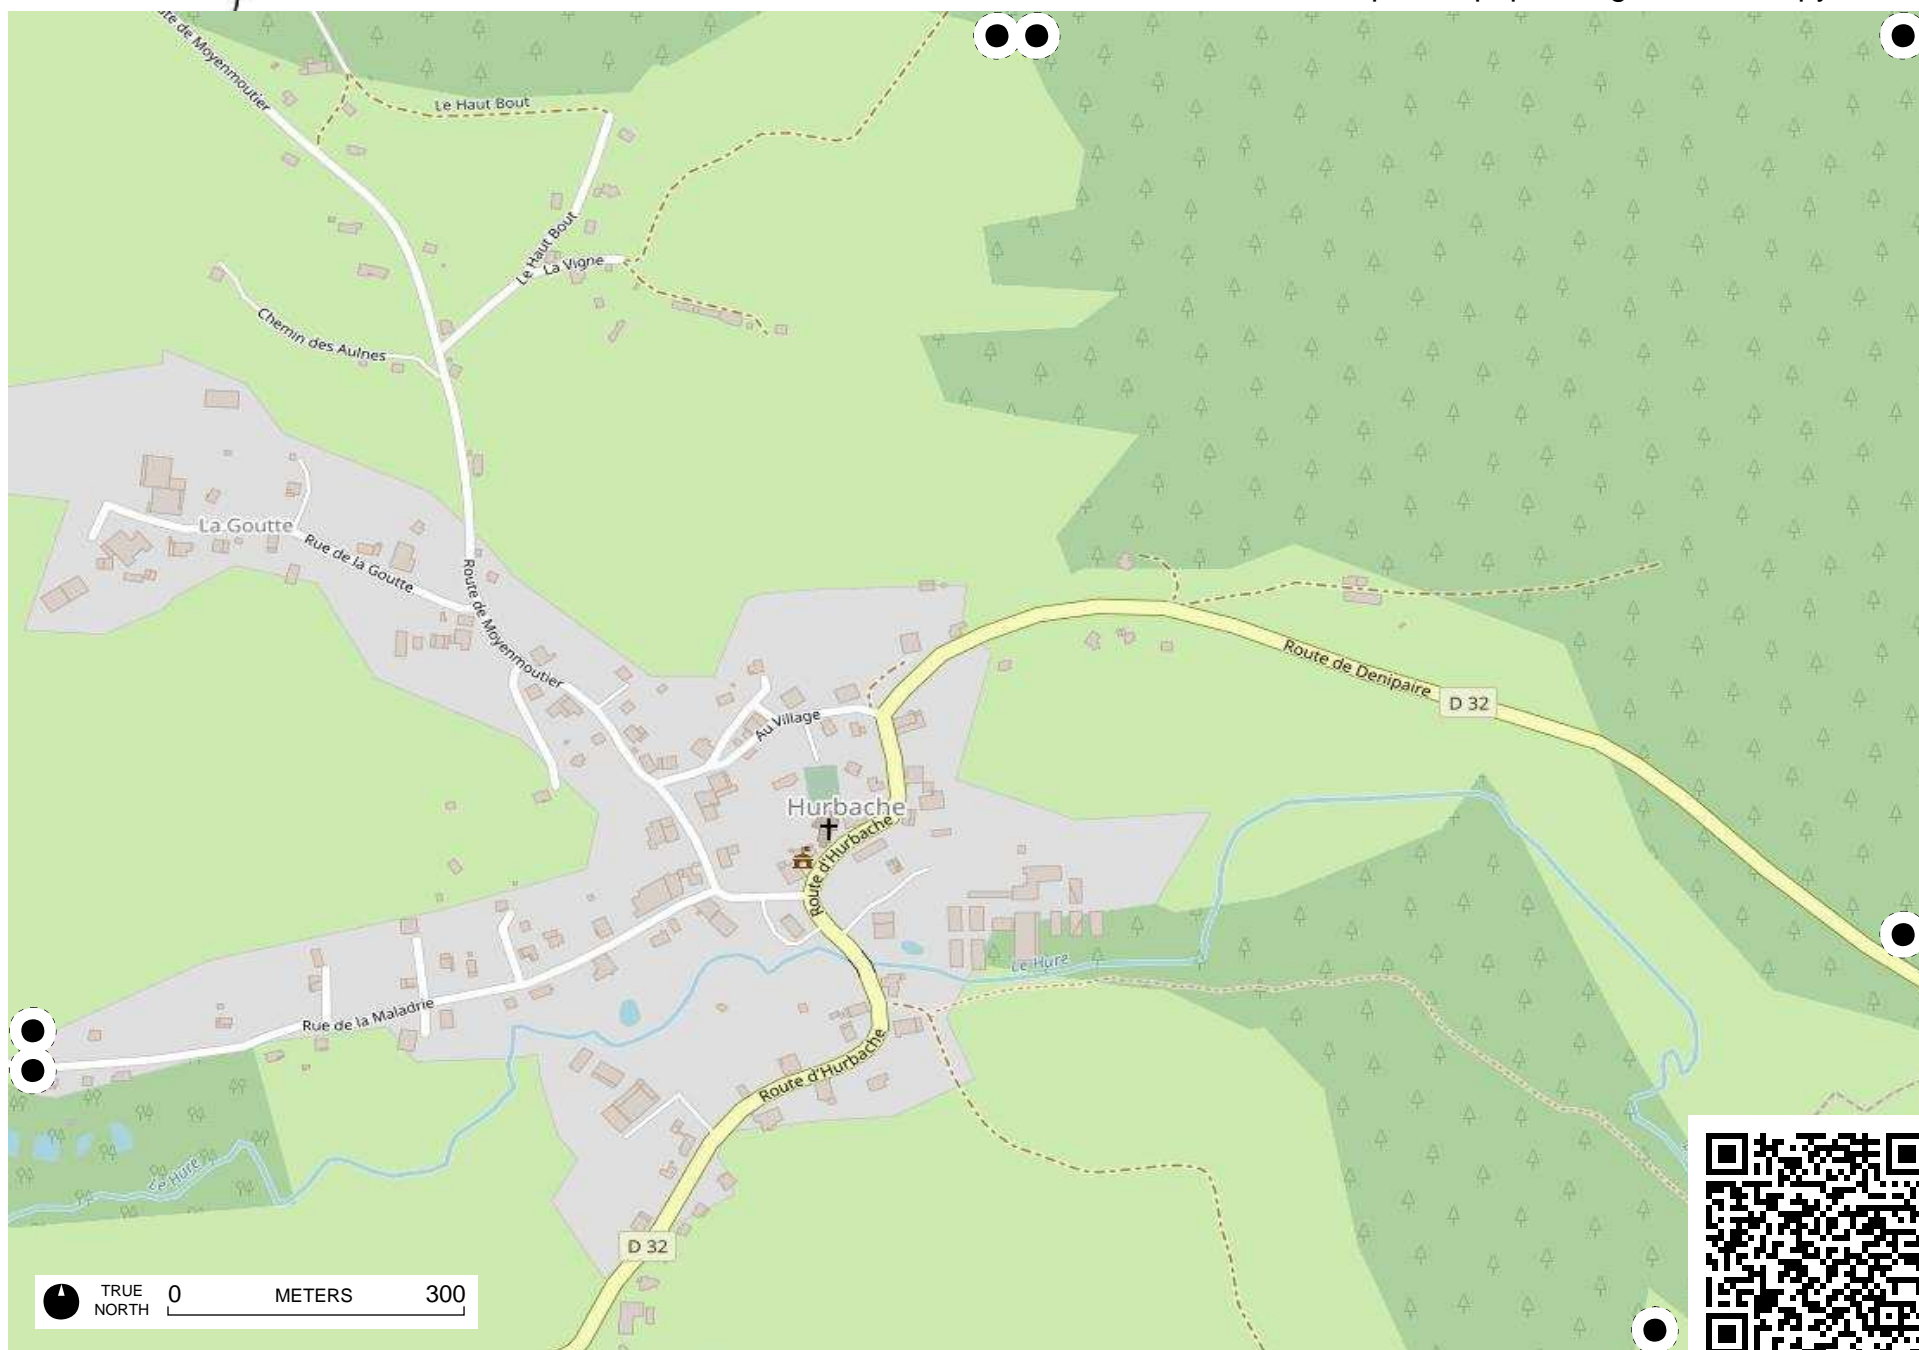 de Moyenmoutier
Le Haut Bout
Le Haut Bout
La Vigne
Chemin des Aulnes
La Goutte
Rue de la Goutte
Route de Moyenmoutier
Route de Denipaire
D 32
Au Village
Hurbache
Route d'Hurbache
Le Hure
Rue de la Maladrie
Route d'Hurbache
Le Hure
D 32
TRUE NORTH
0 METERS 300